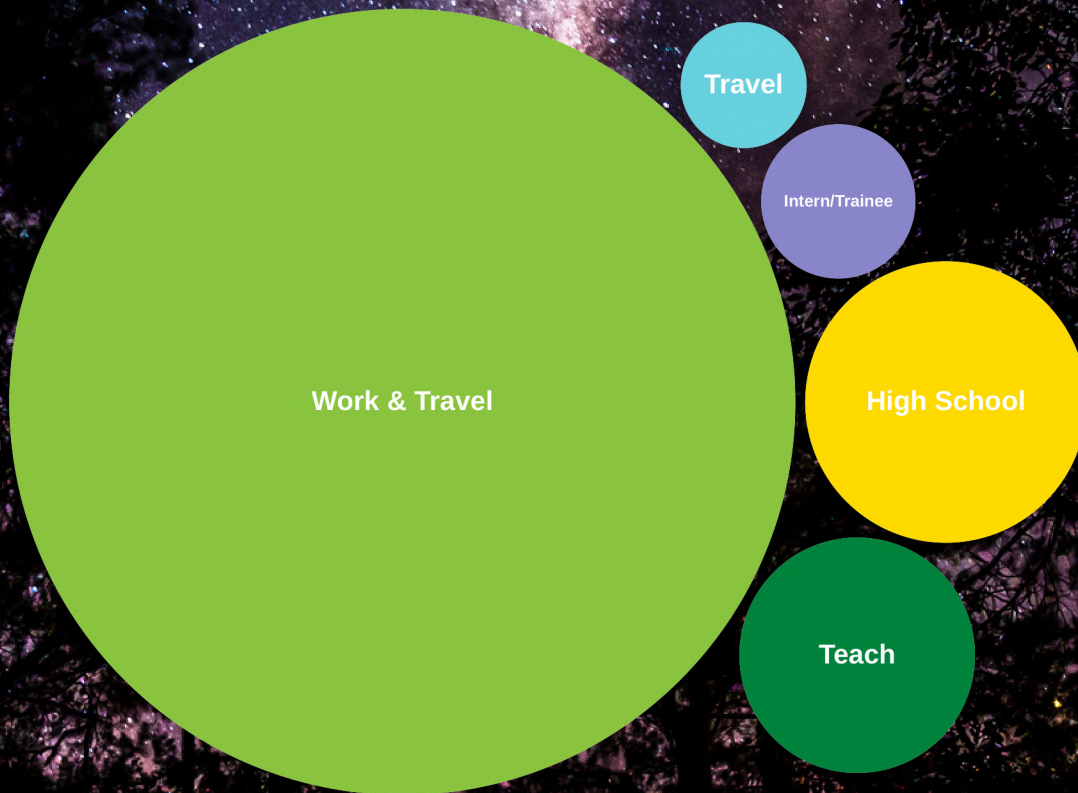 Travel
Intern/Trainee
Work & Travel
High School
Teach